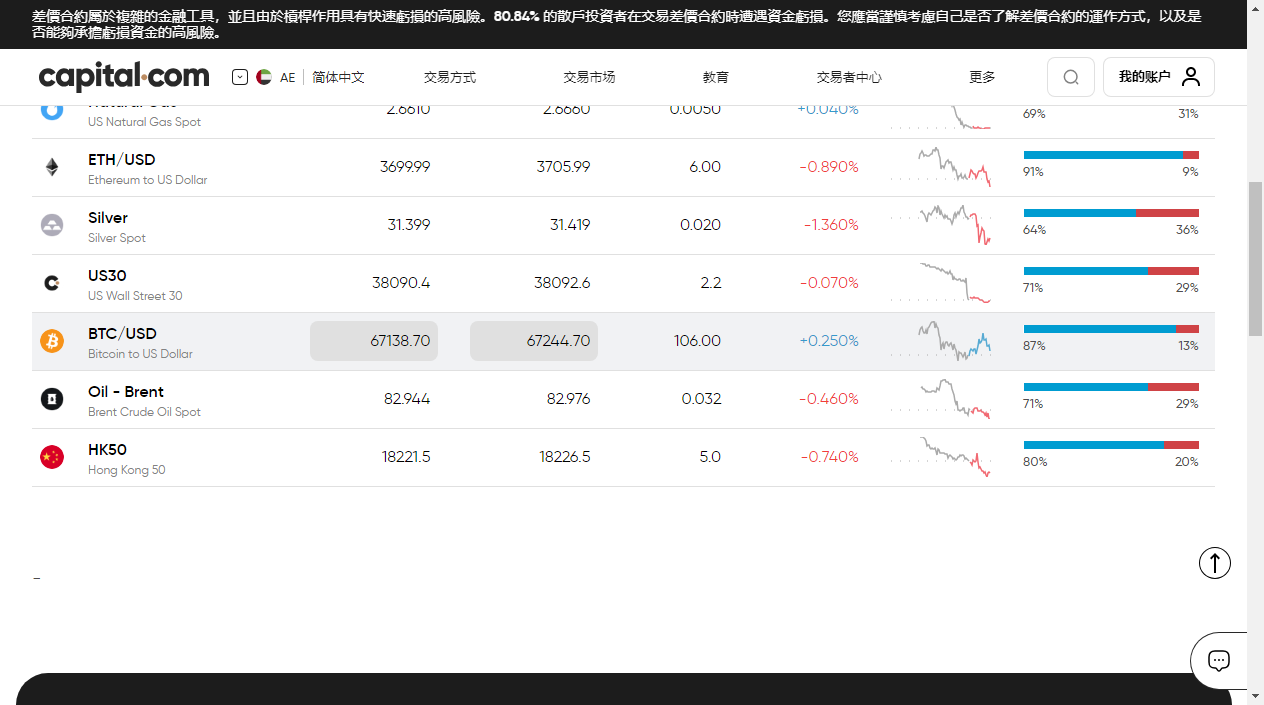 差價合約屬於複雜的金融工具，並且由於槓桿作用具有快速虧損的高風險。80.84% 的散戶投資者在交易差價合約時遭遇資金虧損。您應當謹慎考慮自己是否了解差價合約的運作方式，以及是
否能夠承擔虧損資金的高風險。
capital.com AE 简体中文 交易方式 交易市场 教育 交易者中心 更多 我的账户
Natural Gas 2.6610 2.6660 0.0050 +0.040%
US Natural Gas Spot 69% 31%
ETH/USD 3699.99 3705.99 6.00 -0.890%
Ethereum to US Dollar 91% 9%
Silver 31.399 31.419 0.020 -1.360%
Silver Spot 64% 36%
US30 38090.4 38092.6 2.2 -0.070%
US Wall Street 30 71% 29%
BTC/USD 67138.70 67244.70 106.00 +0.250%
Bitcoin to US Dollar 87% 13%
Oil - Brent 82.944 82.976 0.032 -0.460%
Brent Crude Oil Spot 71% 29%
HK50 18221.5 18226.5 5.0 -0.740%
Hong Kong 50 80% 20%